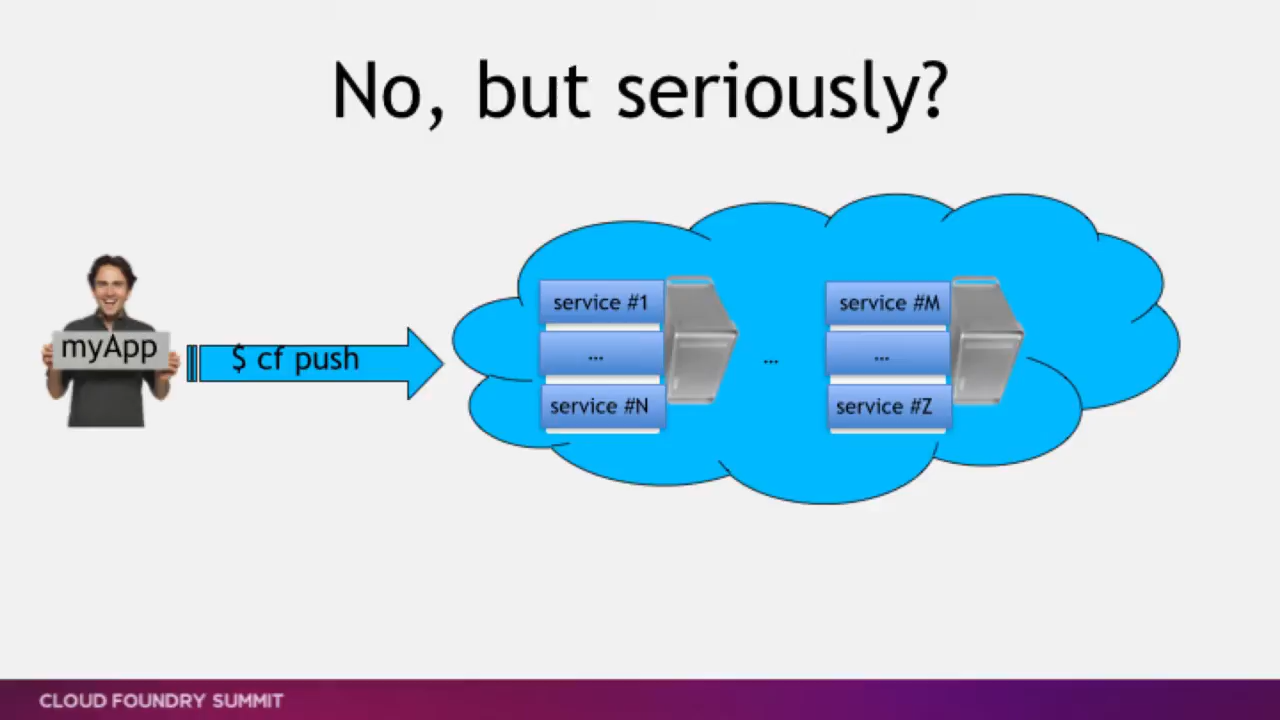 No, but seriously?
myApp
$ cf push
service #1
...
service #N
...
service #M
...
service #Z
CLOUD FOUNDRY SUMMIT